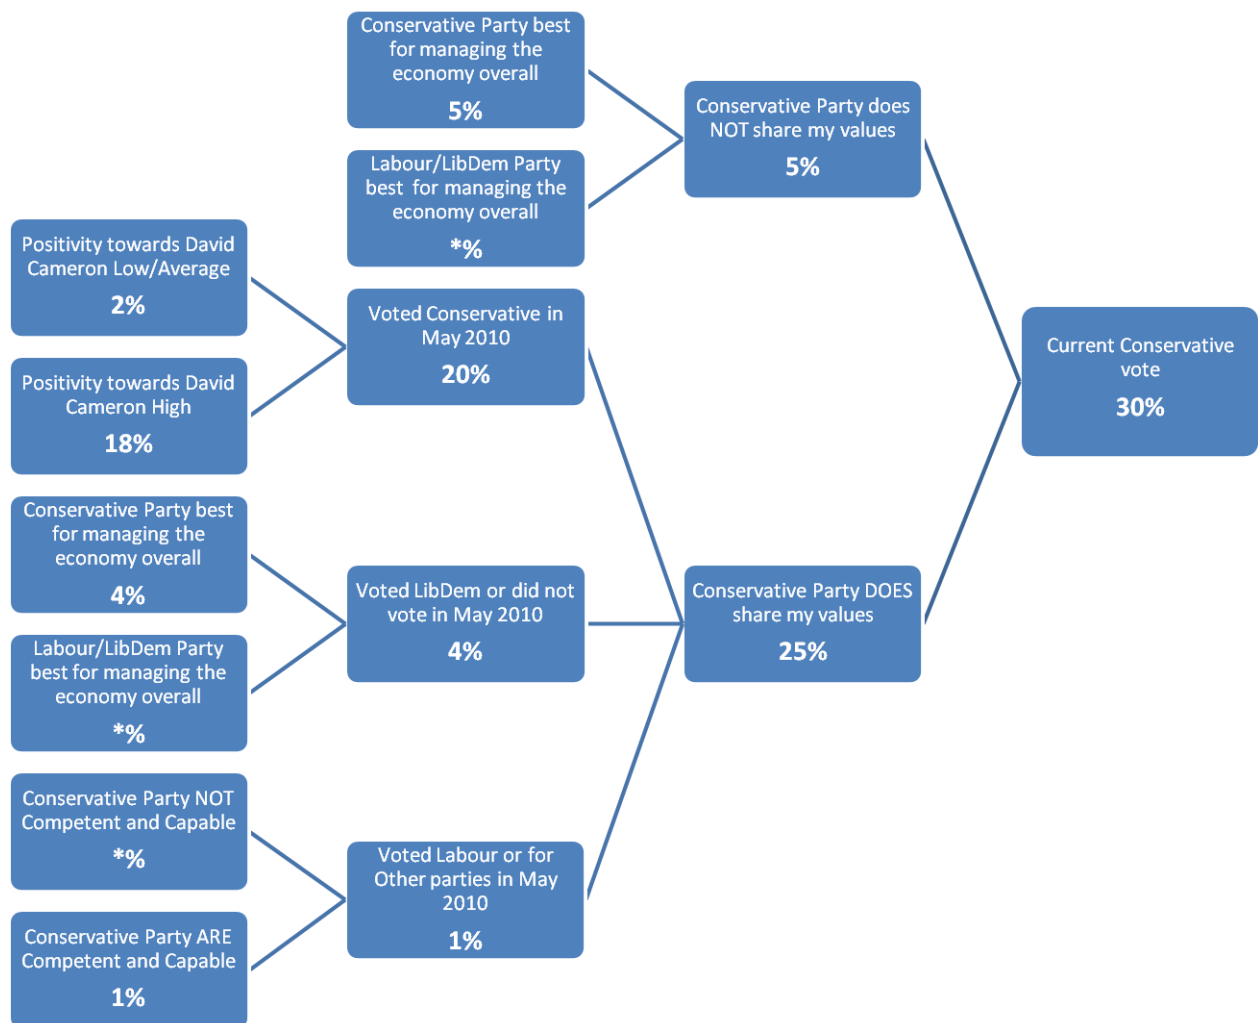 Conservative Party best
for managing the
economy overall
5%
Labour/LibDem Party
best for managing the
economy overall
*%
Conservative Party does
NOT share my values
5%
Positivity towards David
Cameron Low/Average
2%
Positivity towards David
Cameron High
18%
Voted Conservative in
May 2010
20%
Current Conservative
vote
30%
Conservative Party best
for managing the
economy overall
4%
Labour/LibDem Party
best for managing the
economy overall
*%
Voted LibDem or did not
vote in May 2010
4%
Conservative Party DOES
share my values
25%
Conservative Party NOT
Competent and Capable
*%
Conservative Party ARE
Competent and Capable
1%
Voted Labour or for
Other parties in May
2010
1%